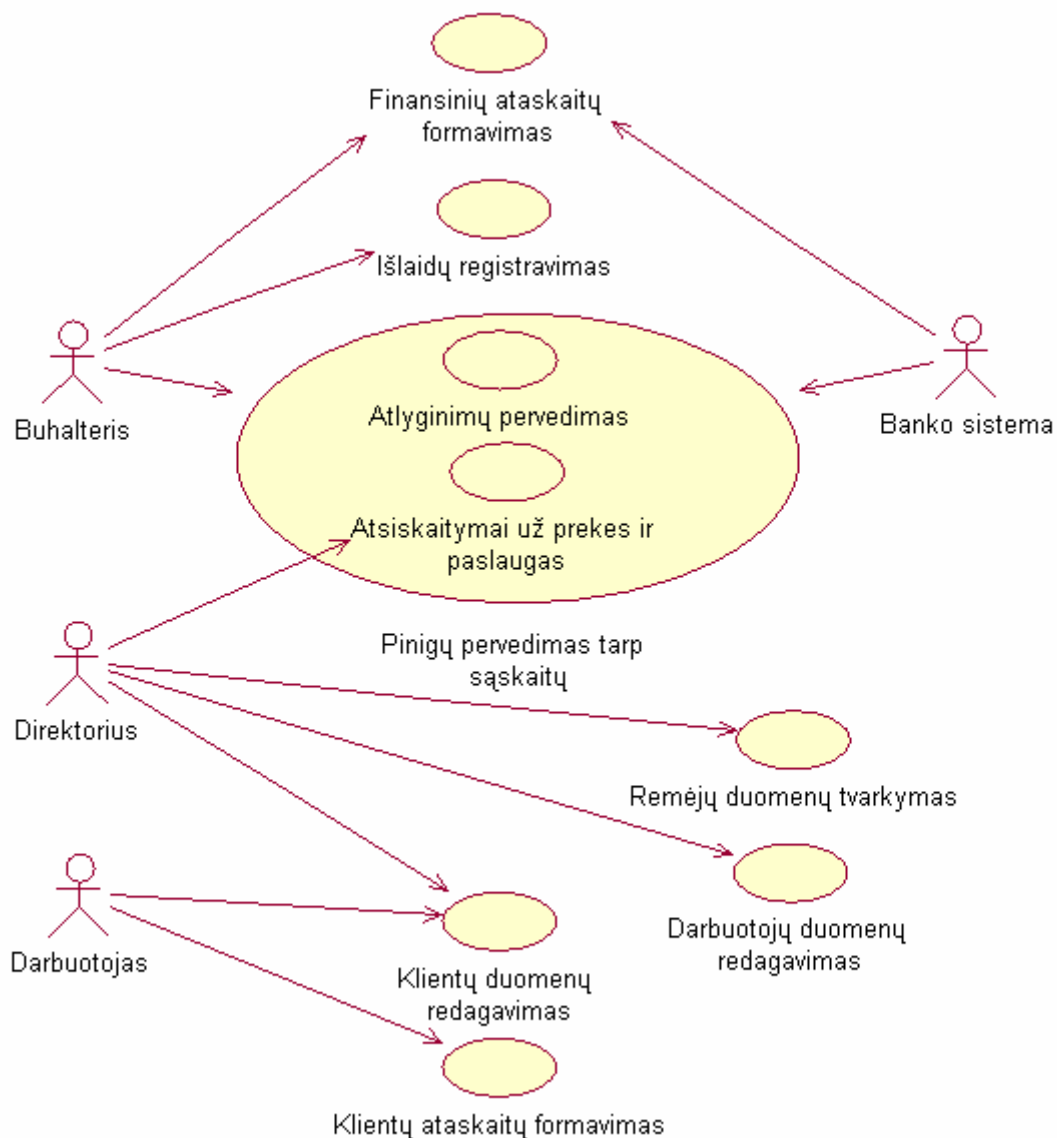 Finansinių ataskaitų
formavimas
Išlaidų registravimas
Buhalteris
Atlyginimų pervedimas
Banko sistema
Atsiskaitymai už prekes ir
paslaugas
Pinigų pervedimas tarp
sąskaitų
Direktorius
Remėjų duomenų tvarkymas
Darbuotojų duomenų
redagavimas
Darbuotojas
Klientų duomenų
redagavimas
Klientų ataskaitų formavimas